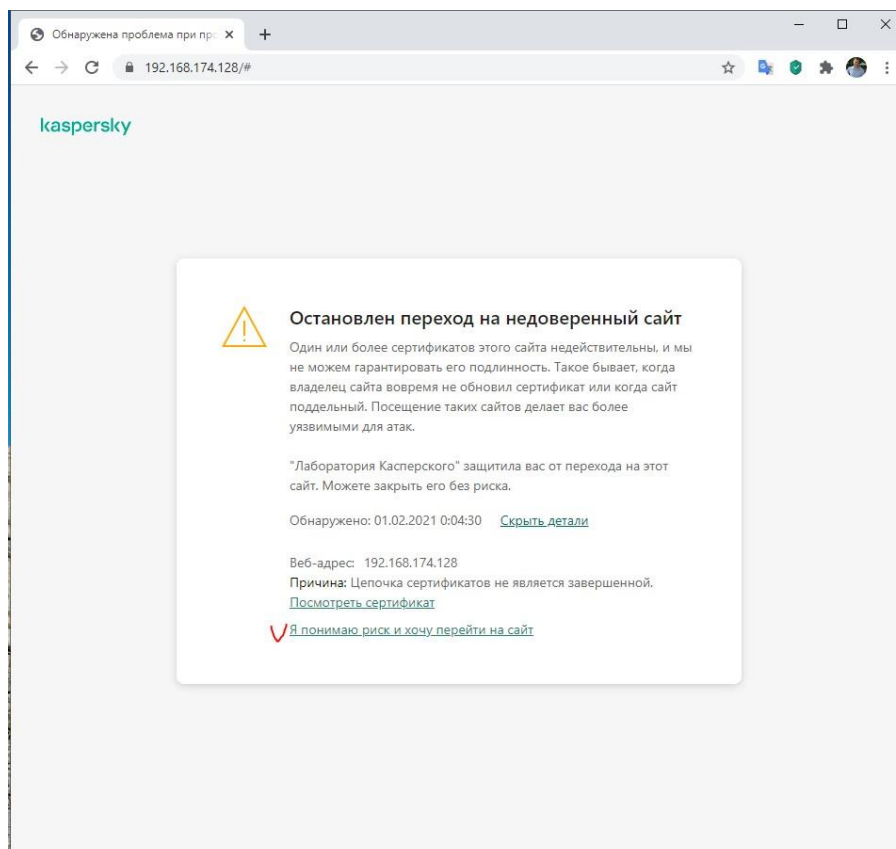 Обнаружена проблема при пр
192.168.174.128/#
kaspersky
Остановлен переход на недоверенный сайт
Один или более сертификатов этого сайта недействительны, и мы
не можем гарантировать его подлинность. Такое бывает, когда
владелец сайта вовремя не обновил сертификат или когда сайт
поддельный. Посещение таких сайтов делает вас более
уязвимыми для атак.
"Лаборатория Касперского" защитила вас от перехода на этот
сайт. Можете закрыть его без риска.
Обнаружено: 01.02.2021 0:04:30 Скрыть детали
Веб-адрес: 192.168.174.128
Причина: Цепочка сертификатов не является завершенной.
Посмотреть сертификат
Я понимаю риск и хочу перейти на сайт